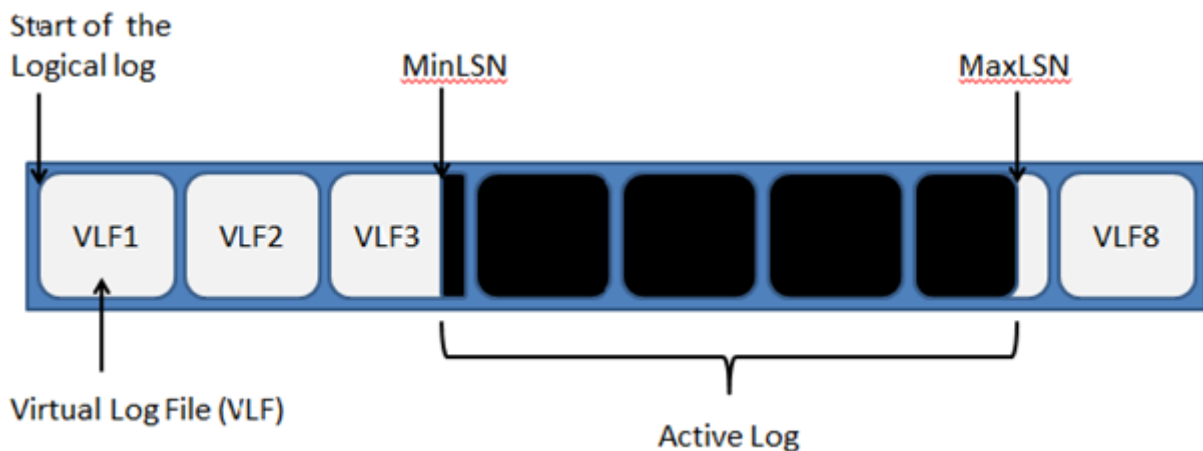 Start of the
Logical log
MinLSN
MaxLSN
VLF1
VLF2
VLF3
VLF8
Virtual Log File (VLF)
Active Log